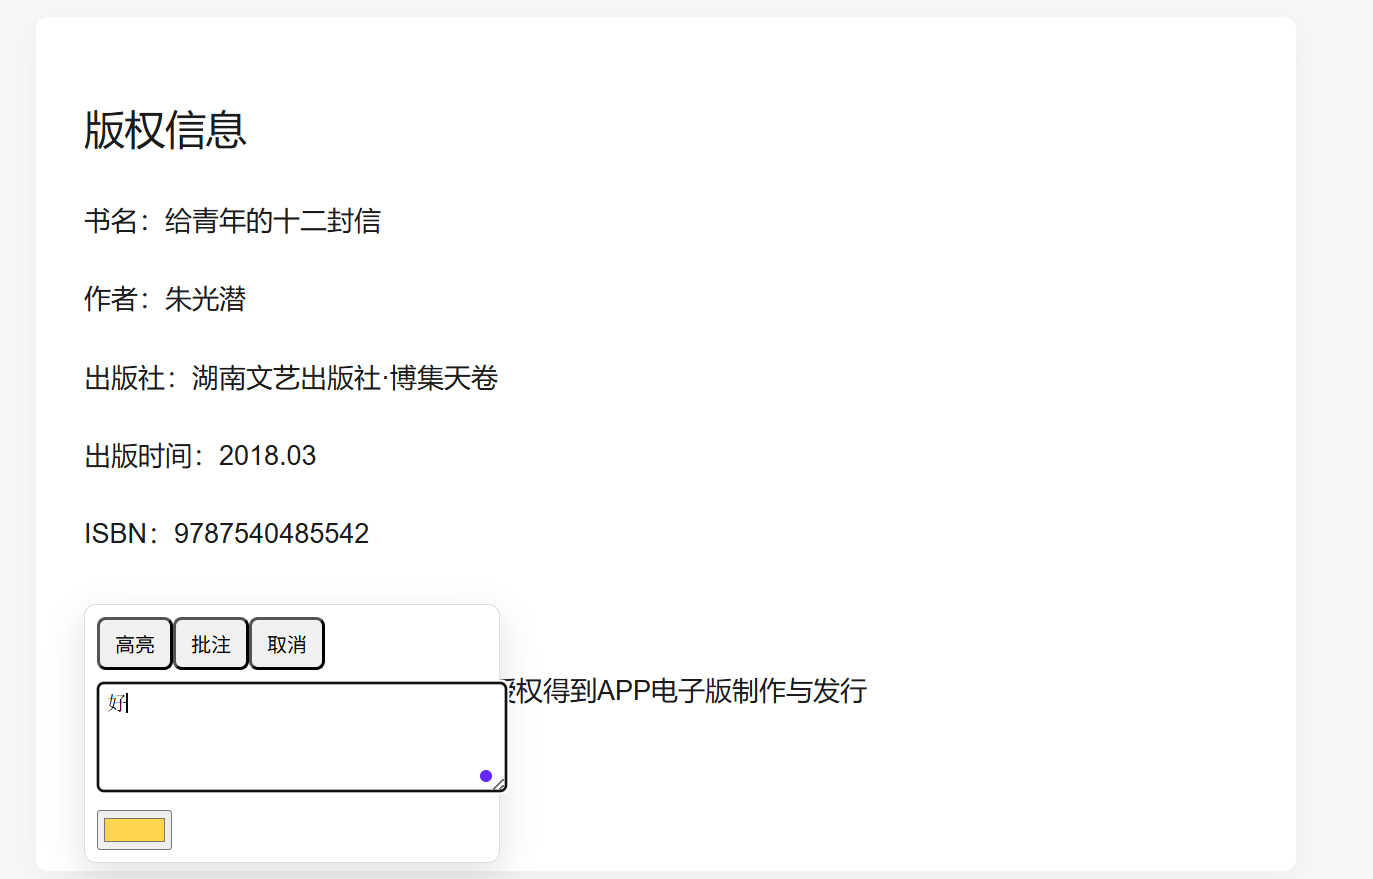 版权信息
书名：给青年的十二封信
作者：朱光潜
出版社：湖南文艺出版社·博集天卷
出版时间：2018.03
ISBN：9787540485542
高亮 批注 取消
好
权得到APP电子版制作与发行